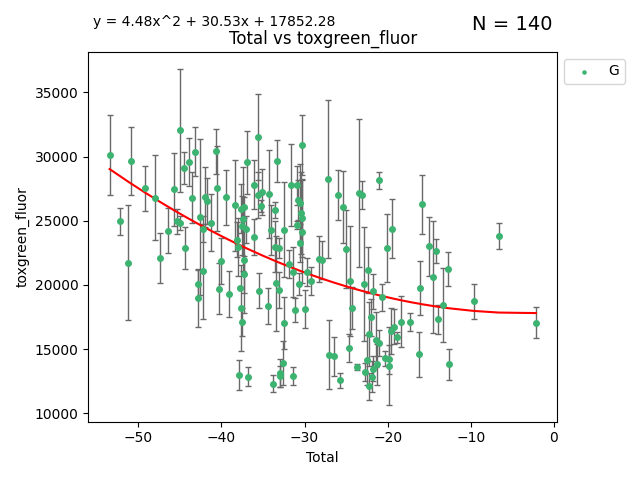 y = 4.48x^2 + 30.53x + 17852.28
N = 140
Total vs toxgreen_fluor
G
35000
30000
25000
20000
15000
10000
toxgreen_fluor
−50
−40
−30
−20
−10
0
Total